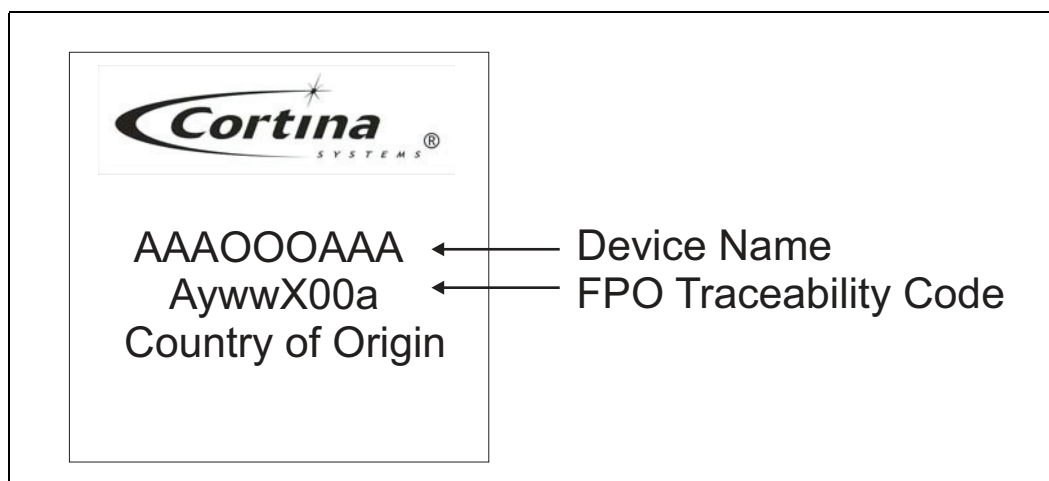 Cortina
SYSTEMS ®
AAAOOOAAA
Device Name
AywwX00a
FPO Traceability Code
Country of Origin